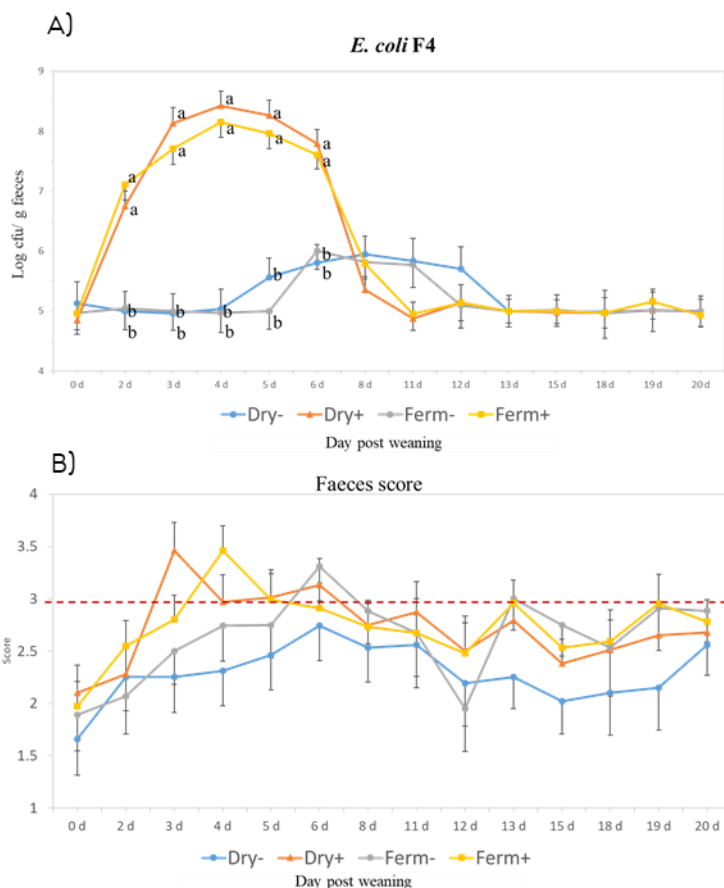 A)
E. coli F4
Log cfu/ g fæces
9
8
7
6
5
4
a a a a a
a a a a a
b b
b b b b b
0 d 2 d 3 d 4 d 5 d 6 d 8 d 11 d 12 d 13 d 15 d 18 d 19 d 20 d
Dry- Dry+ Ferm- Ferm+
Day post weaning
B)
Faeces score
Score
4
3.5
3
2.5
2
1.5
1
0 d 2 d 3 d 4 d 5 d 6 d 8 d 11 d 12 d 13 d 15 d 18 d 19 d 20 d
Dry- Dry+ Ferm- Ferm+
Day post weaning